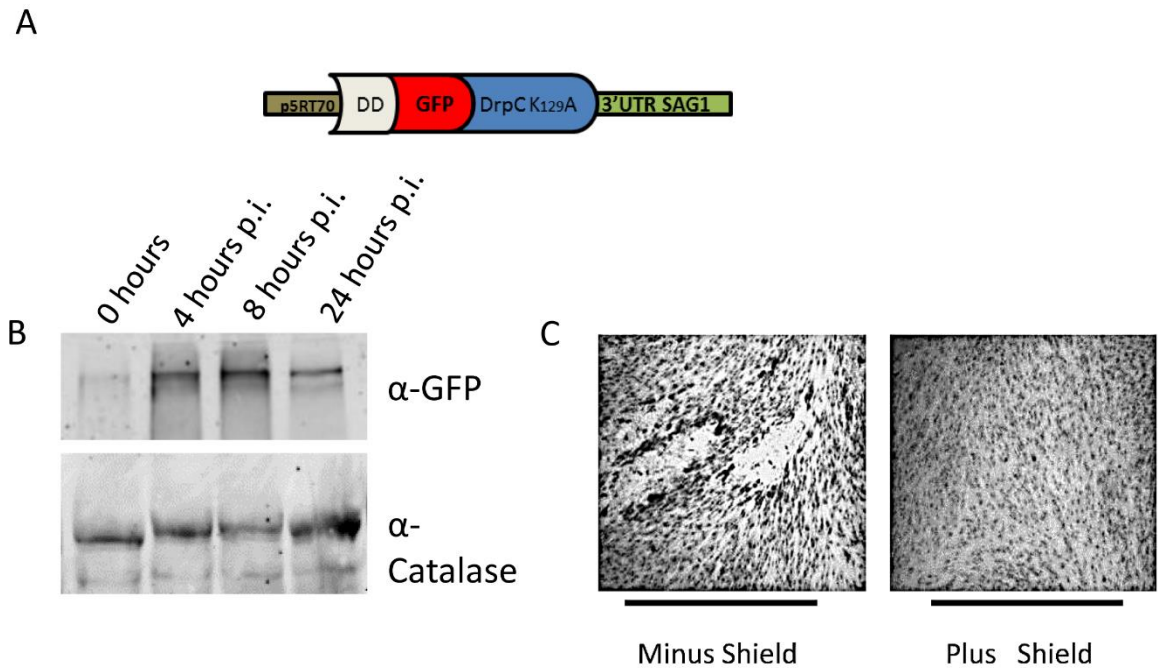 A
p5RT70 DD GFP DrpC K129A 3'UTR SAG1
0 hours
4 hours p.i.
8 hours p.i.
24 hours p.i.
B
α-GFP
α-
Catalase
C
Minus Shield
Plus Shield